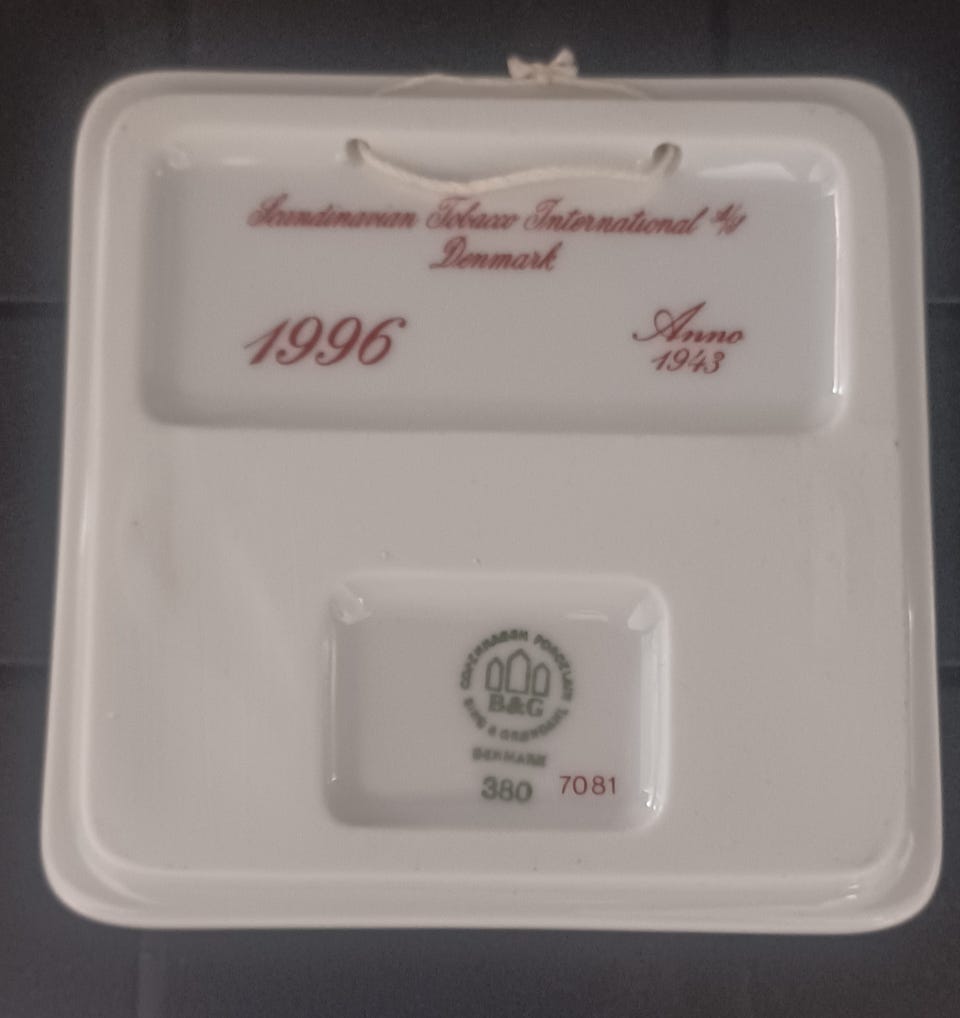 Scandinavian Tobacco International A/S
Denmark
1996
Anno
1943
COPENHAGEN PORCELAIN
B&G
BING & GRØNDAHL
DENMARK
380
7081